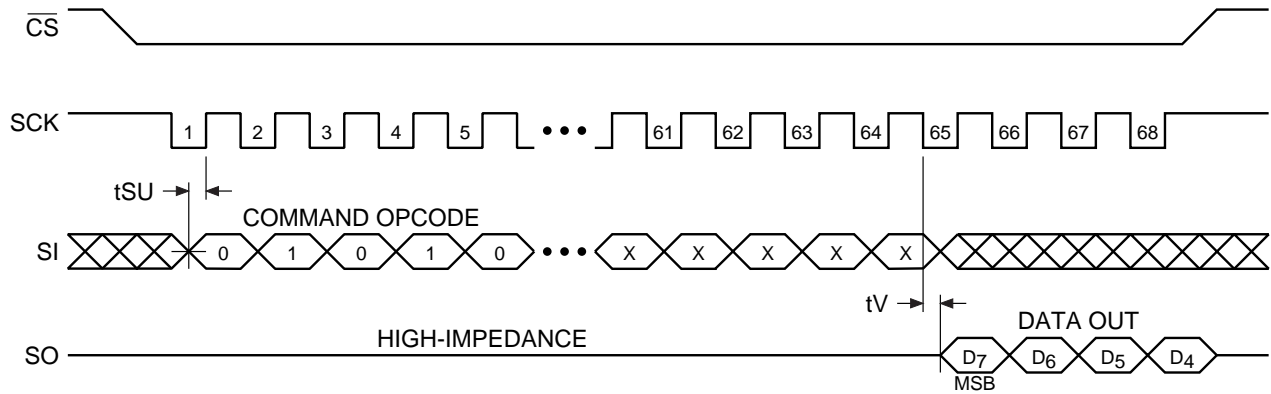 CS
SCK 1 2 3 4 5 ••• 61 62 63 64 65 66 67 68
tSU
COMMAND OPCODE
SI 0 1 0 1 0 ••• X X X X X
tV
HIGH-IMPEDANCE DATA OUT
SO D7 D6 D5 D4
MSB